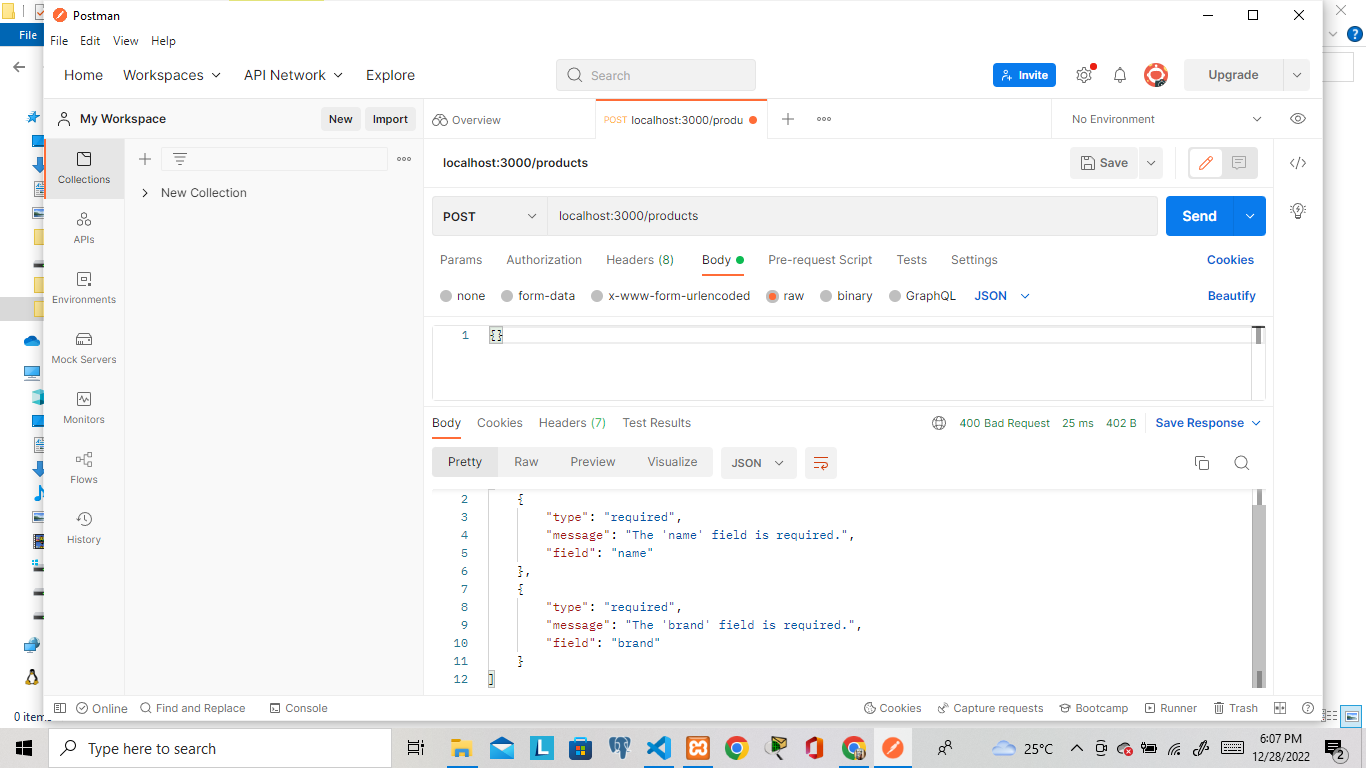 Postman
File
File Edit View Help
Home Workspaces API Network Explore Search Invite Upgrade
My Workspace New Import Overview POST localhost:3000/produ No Environment
Collections
New Collection
localhost:3000/products Save
APIs
POST localhost:3000/products Send
Params Authorization Headers (8) Body Pre-request Script Tests Settings Cookies
Environments
none form-data x-www-form-urlencoded raw binary GraphQL JSON Beautify
1 {}
Mock Servers
Monitors
Body Cookies Headers (7) Test Results 400 Bad Request 25 ms 402 B Save Response
Pretty Raw Preview Visualize JSON
Flows
2 {
3 "type": "required",
4 "message": "The 'name' field is required.",
History
5 "field": "name"
6 },
7 {
8 "type": "required",
9 "message": "The 'brand' field is required.",
10 "field": "brand"
11 }
12 ]
Online Find and Replace Console Cookies Capture requests Bootcamp Runner Trash
0 items
Type here to search 25°C 6:07 PM
12/28/2022
2